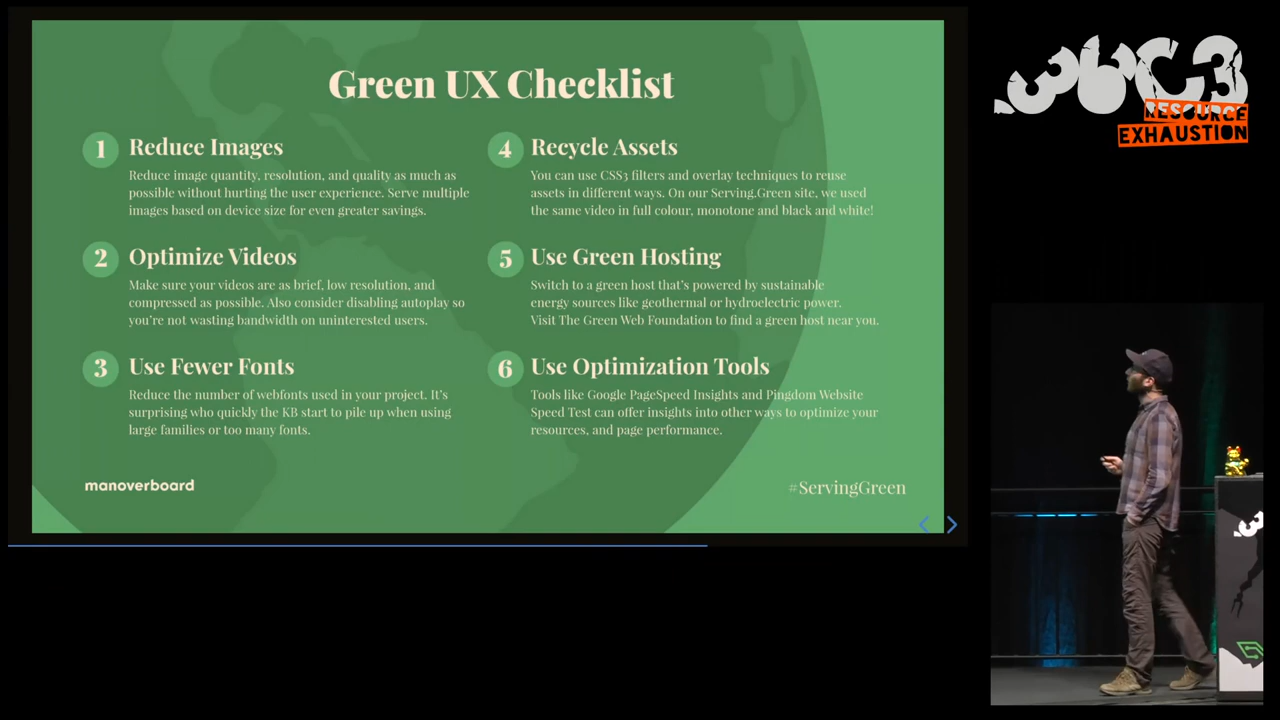 Green UX Checklist
1 Reduce Images
Reduce image quantity, resolution, and quality as much as
possible without hurting the user experience. Serve multiple
images based on device size for even greater savings.
2 Optimize Videos
Make sure your videos are as brief, low resolution, and
compressed as possible. Also consider disabling autoplay so
you're not wasting bandwidth on uninterested users.
3 Use Fewer Fonts
Reduce the number of webfonts used in your project. It's
surprising who quickly the KB start to pile up when using
large families or too many fonts.
4 Recycle Assets
You can use CSS3 filters and overlay techniques to reuse
assets in different ways. On our Serving.Green site, we used
the same video in full colour, monotone and black and white!
5 Use Green Hosting
Switch to a green host that's powered by sustainable
energy sources like geothermal or hydroelectric power.
Visit The Green Web Foundation to find a green host near you.
6 Use Optimization Tools
Tools like Google PageSpeed Insights and Pingdom Website
Speed Test can offer insights into other ways to optimize your
resources, and page performance.
manoverboard
#ServingGreen
36C3
RESOURCE
EXHAUSTION